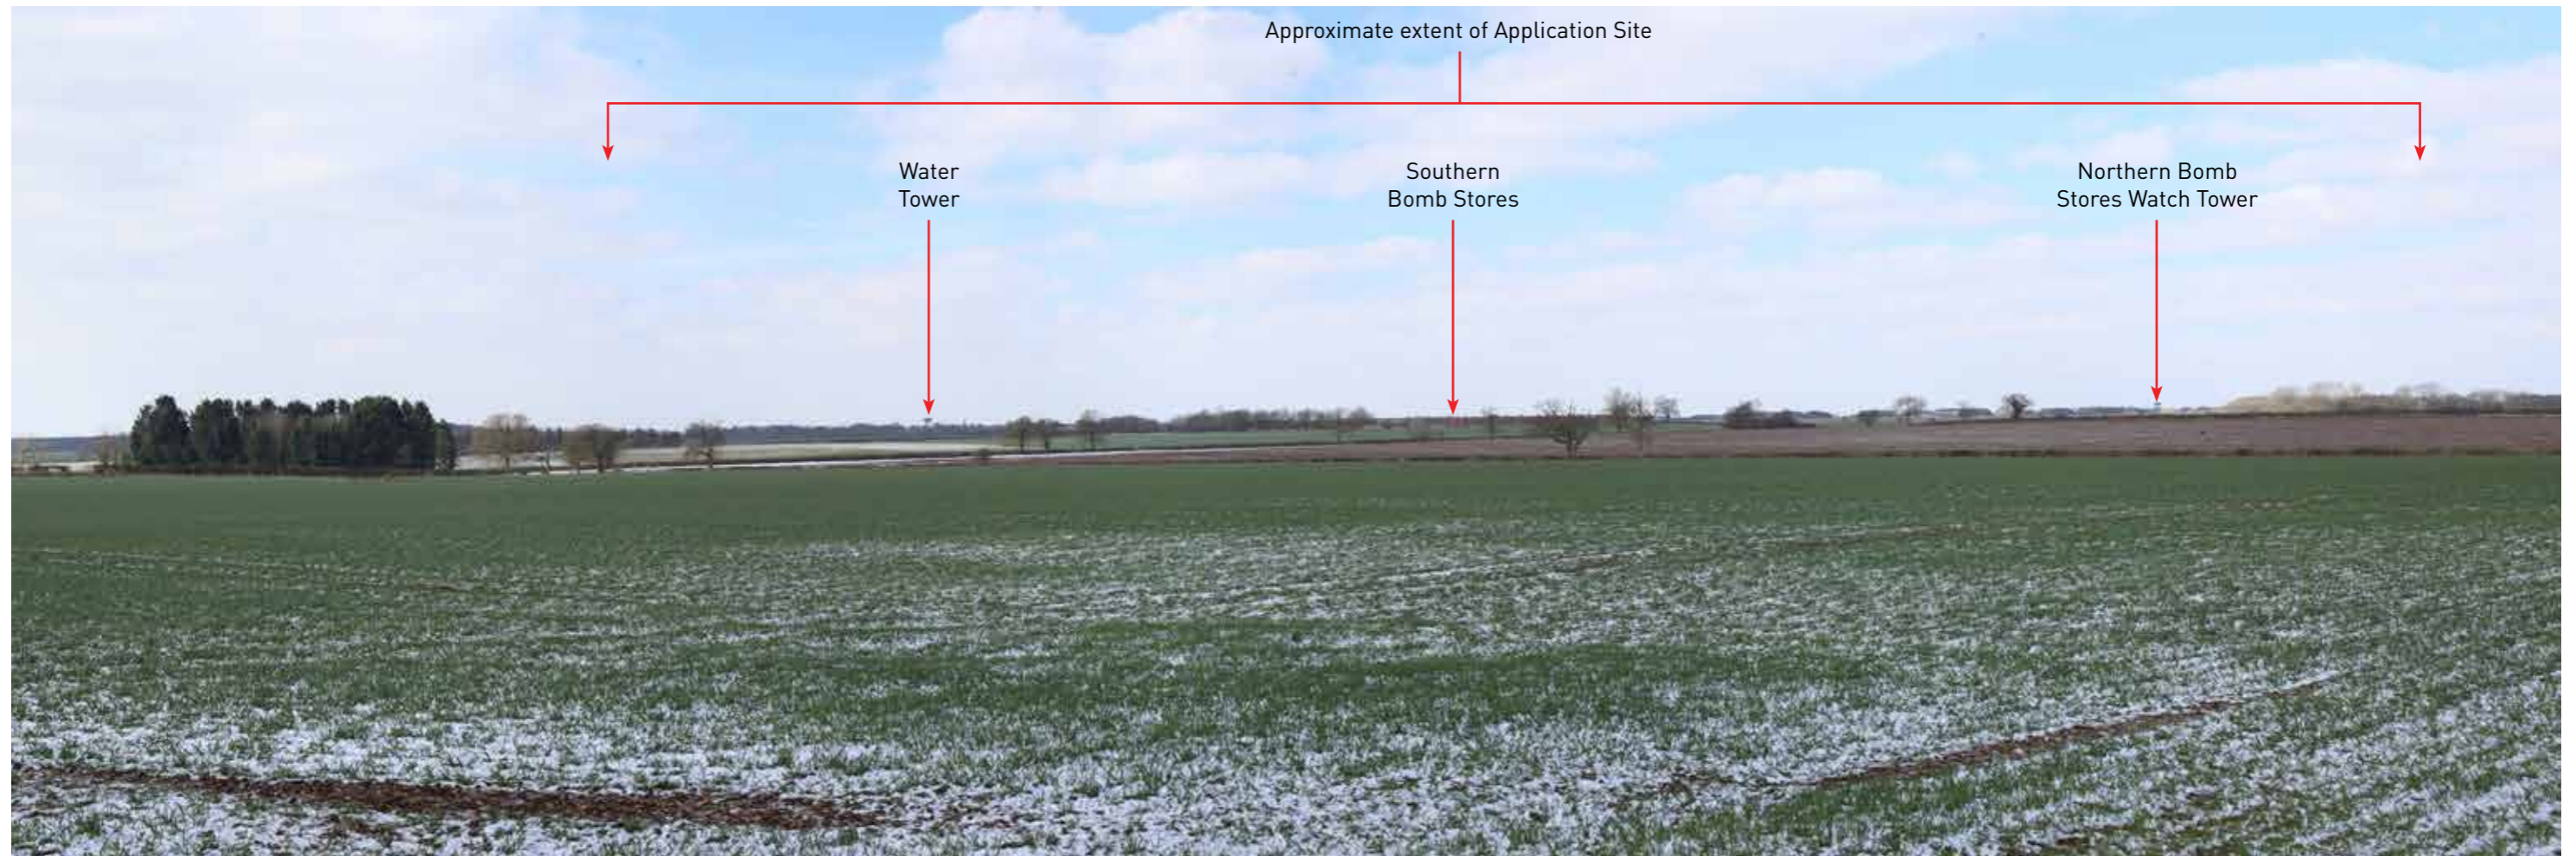 Approximate extent of Application Site
Water
Tower
Southern
Bomb Stores
Northern Bomb
Stores Watch Tower